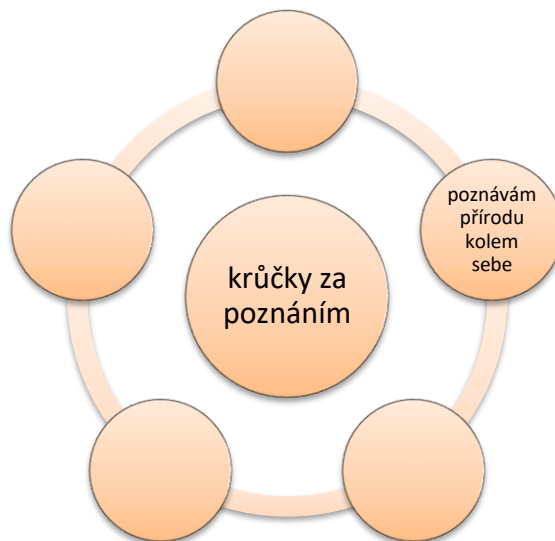 poznávám
přírodu
kolem
sebe
krůčky za
poznáním